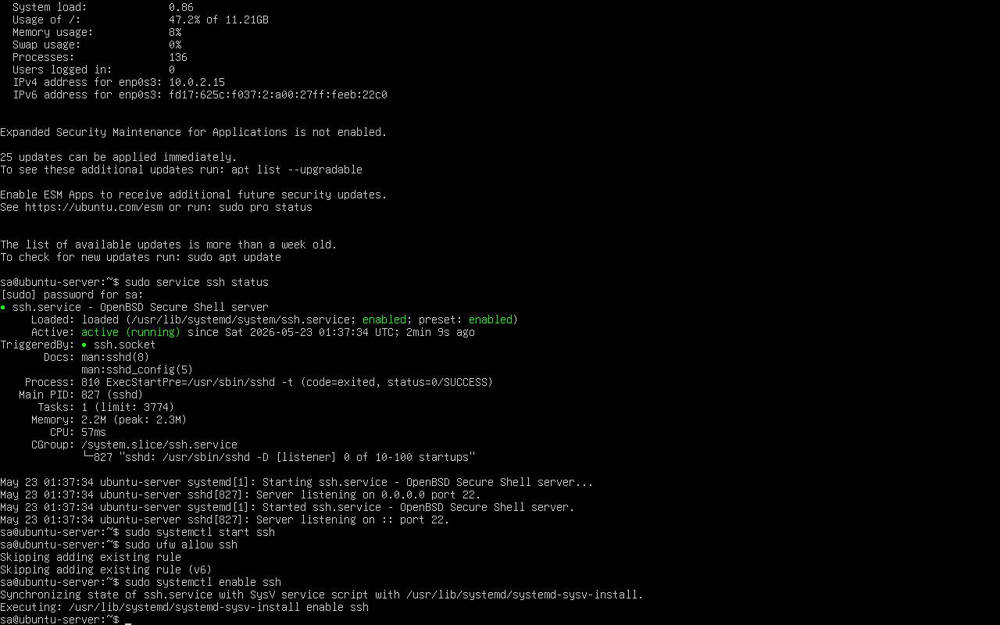 System load: 0.86
Usage of /: 47.2% of 11.21GB
Memory usage: 8%
Swap usage: 0%
Processes: 136
Users logged in: 0
IPv4 address for enp0s3: 10.0.2.15
IPv6 address for enp0s3: fd17:625c:f037:2:a00:27ff:feeb:22c0
Expanded Security Maintenance for Applications is not enabled.
25 updates can be applied immediately.
To see these additional updates run: apt list --upgradable
Enable ESM Apps to receive additional future security updates.
See https://ubuntu.com/esm or run: sudo pro status
The list of available updates is more than a week old.
To check for new updates run: sudo apt update
sa@ubuntu-server:~$ sudo service ssh status
[sudo] password for sa:
● ssh.service - OpenBSD Secure Shell server
Loaded: loaded (/usr/lib/systemd/system/ssh.service; enabled; preset: enabled)
Active: active (running) since Sat 2026-05-23 01:37:34 UTC; 2min 9s ago
TriggeredBy: ● ssh.socket
Docs: man:sshd(8)
man:sshd_config(5)
Process: 810 ExecStartPre=/usr/sbin/sshd -t (code=exited, status=0/SUCCESS)
Main PID: 827 (sshd)
Tasks: 1 (limit: 3774)
Memory: 2.2M (peak: 2.3M)
CPU: 57ms
CGroup: /system.slice/ssh.service
└─827 "sshd: /usr/sbin/sshd -D [listener] 0 of 10-100 startups"
May 23 01:37:34 ubuntu-server systemd[1]: Starting ssh.service - OpenBSD Secure Shell server...
May 23 01:37:34 ubuntu-server sshd[827]: Server listening on 0.0.0.0 port 22.
May 23 01:37:34 ubuntu-server systemd[1]: Started ssh.service - OpenBSD Secure Shell server.
May 23 01:37:34 ubuntu-server sshd[827]: Server listening on :: port 22.
sa@ubuntu-server:~$ sudo systemctl start ssh
sa@ubuntu-server:~$ sudo ufw allow ssh
Skipping adding existing rule
Skipping adding existing rule (v6)
sa@ubuntu-server:~$ sudo systemctl enable ssh
Synchronizing state of ssh.service with SysV service script with /usr/lib/systemd/systemd-sysv-install.
Executing: /usr/lib/systemd/systemd-sysv-install enable ssh
sa@ubuntu-server:~$ _